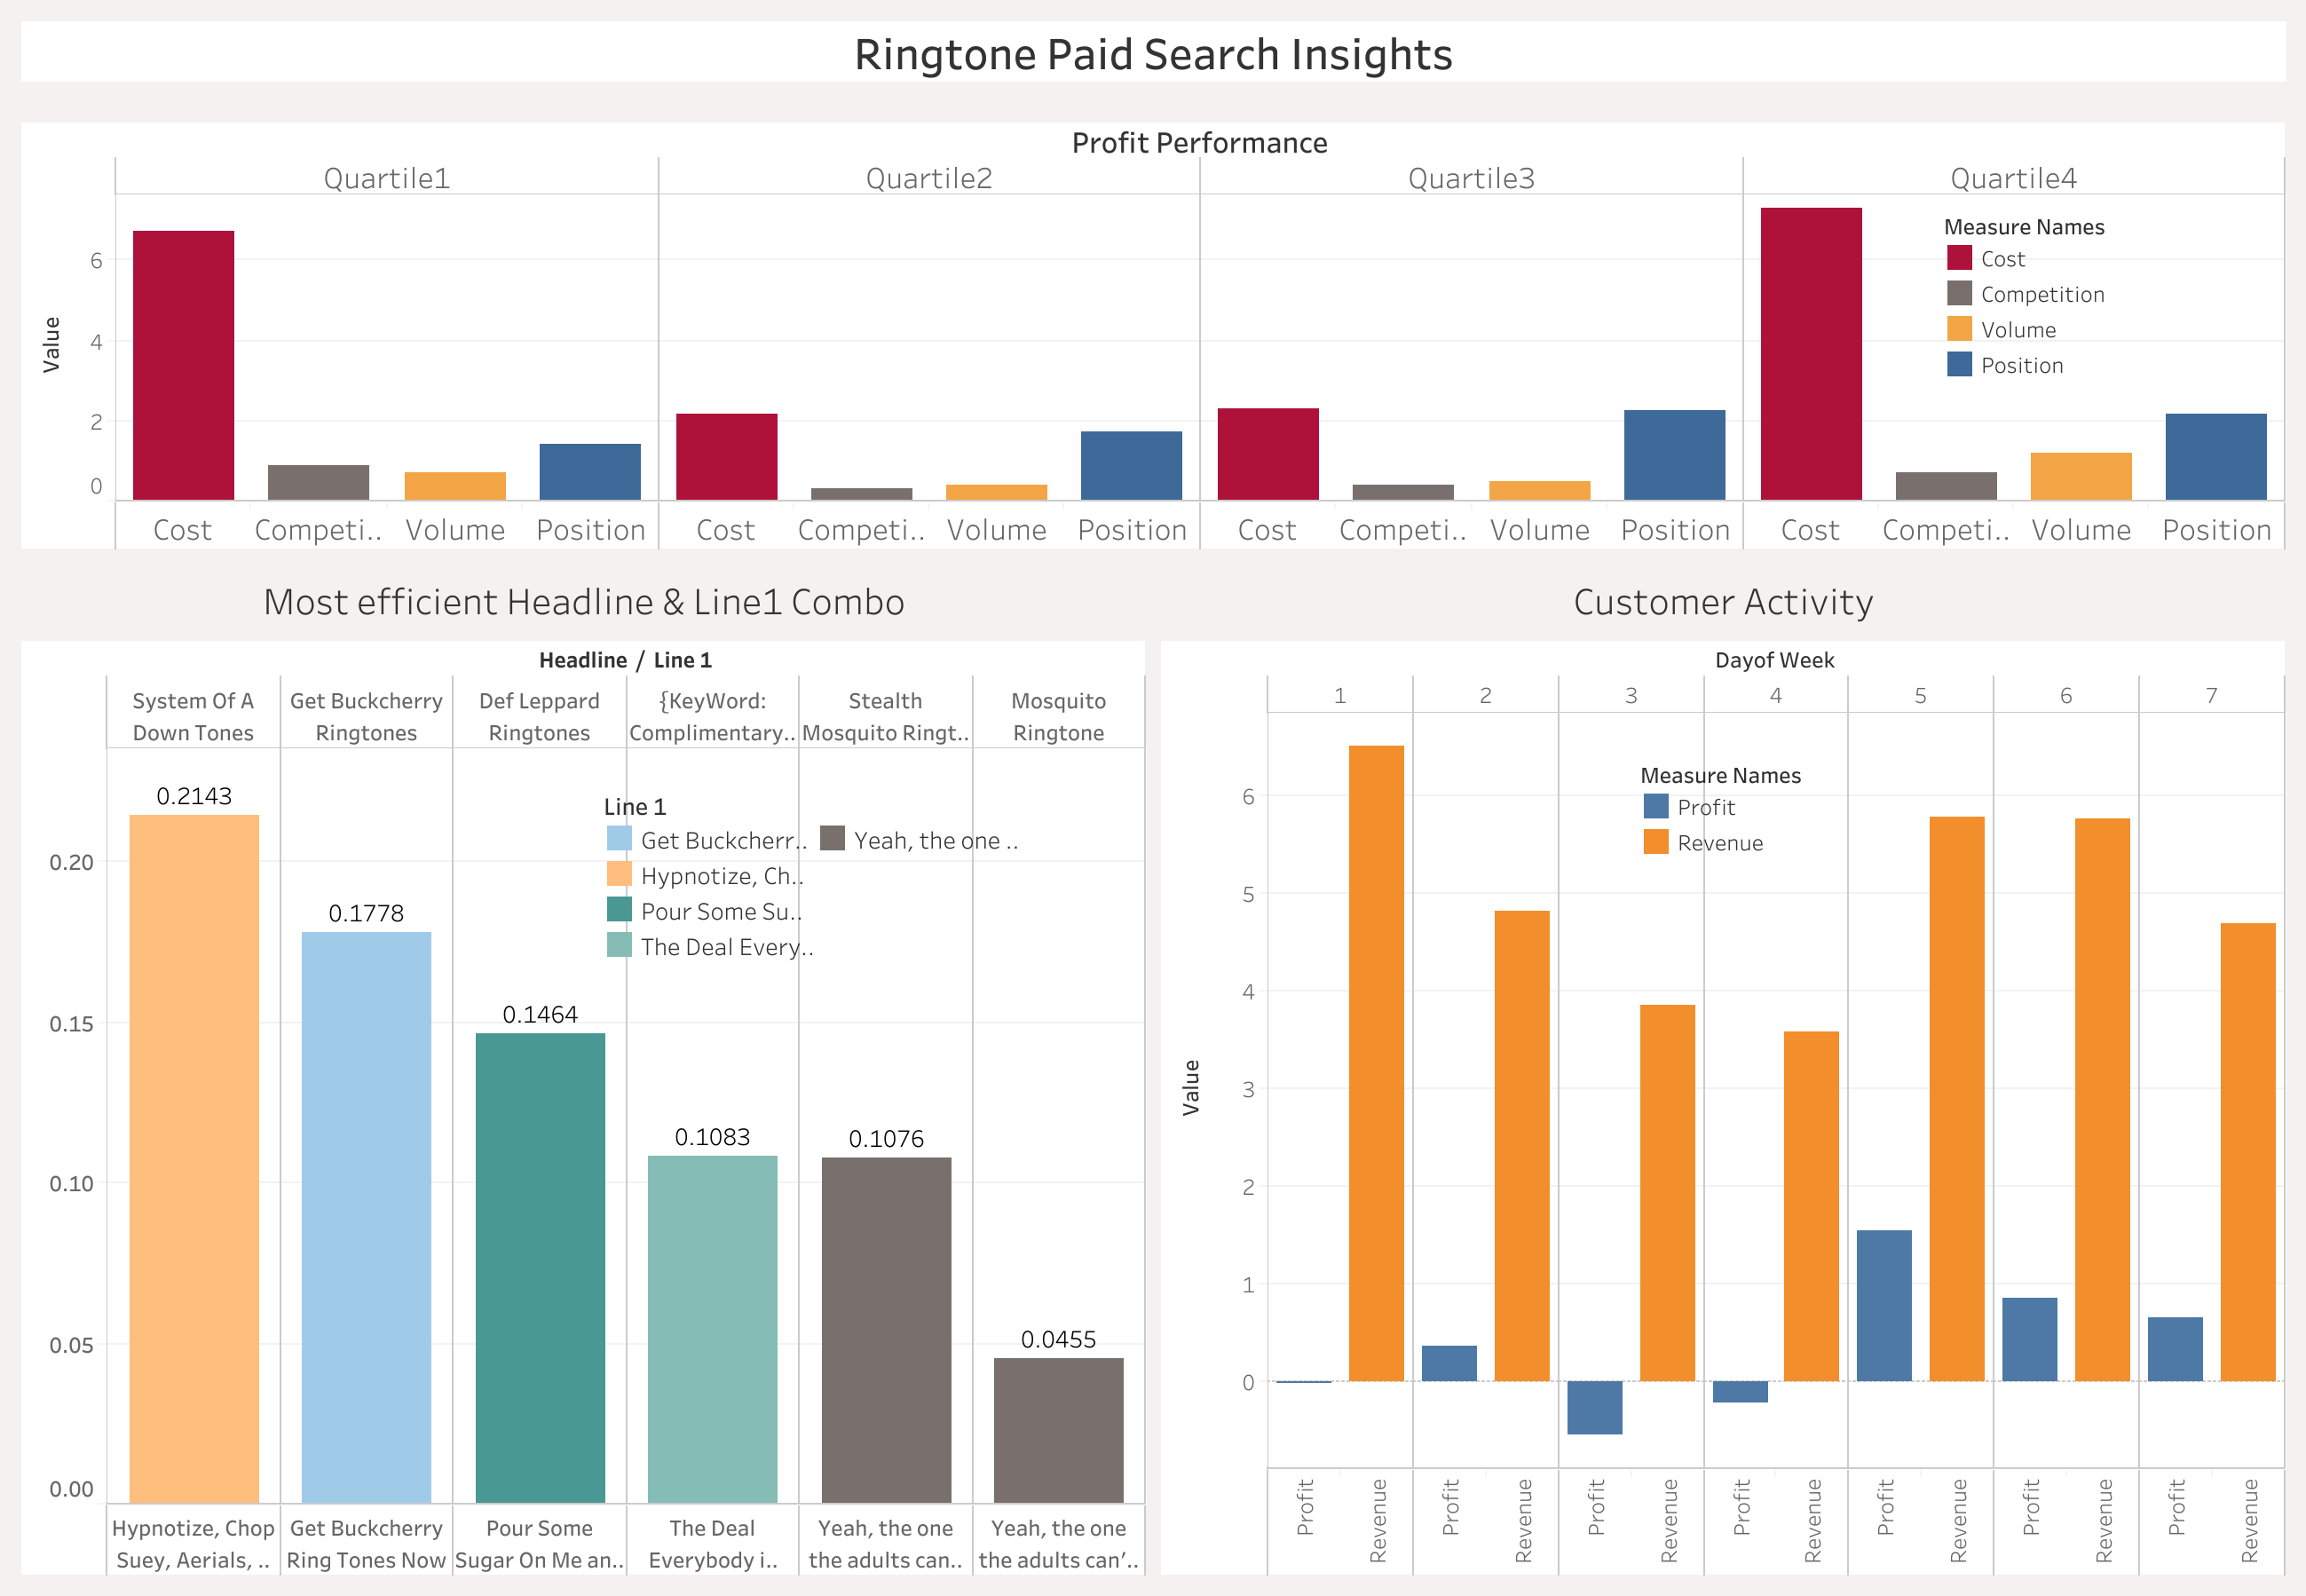 Ringtone Paid Search Insights
Profit Performance
Quartile1 Quartile2 Quartile3 Quartile4
Measure Names
Cost
Competition
Volume
Position
Value
6
4
2
0
Cost Competi.. Volume Position Cost Competi.. Volume Position Cost Competi.. Volume Position Cost Competi.. Volume Position
Most efficient Headline & Line1 Combo
Headline / Line 1
System Of A Down Tones
Get Buckcherry Ringtones
Def Leppard Ringtones
{KeyWord: Complimentary..
Stealth Mosquito Ringt..
Mosquito Ringtone
Line 1
Get Buckcherr..
Hypnotize, Ch..
Pour Some Su..
The Deal Every..
Yeah, the one ..
0.2143
0.1778
0.1464
0.1083
0.1076
0.0455
0.20
0.15
0.10
0.05
0.00
Hypnotize, Chop Suey, Aerials, ..
Get Buckcherry Ring Tones Now
Pour Some Sugar On Me an..
The Deal Everybody i..
Yeah, the one the adults can..
Yeah, the one the adults can'..
Customer Activity
Dayof Week
1 2 3 4 5 6 7
Measure Names
Profit
Revenue
Value
6
5
4
3
2
1
0
Profit Revenue Profit Revenue Profit Revenue Profit Revenue Profit Revenue Profit Revenue Profit Revenue